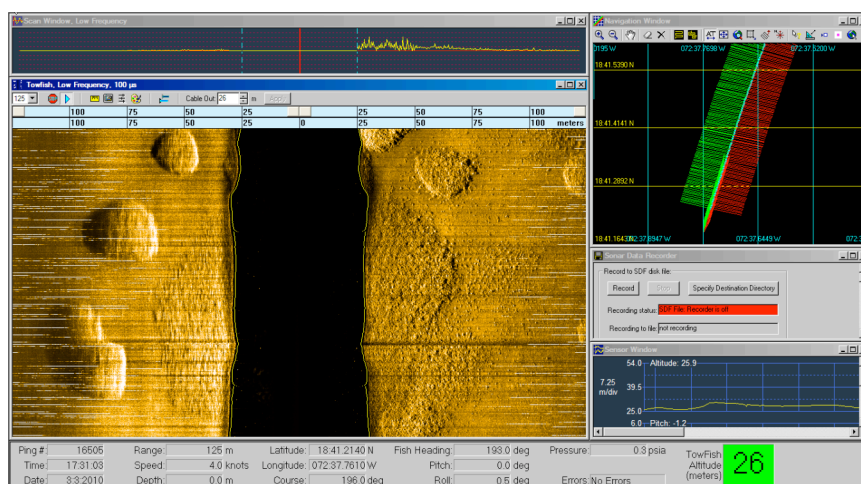 Scan Window, Low Frequency
Towfish, Low Frequency, 100 µs
125 Cable Out: 26 m Apply
100 75 50 25 25 50 75 100
100 75 50 25 0 25 50 75 100 meters
Navigation Window
0195 W 072:37.7698 W 072:37.5200 W
18:41.5390 N
18:41.4141 N
18:41.2892 N
18:41.1643N 072:37.8947 W 072:37.6449 W 072:3
Sonar Data Recorder
Record to SDF disk file:
Record Stop Specify Destination Directory
Recording status: SDF File: Recorder is off
Recording to file: not recording
Sensor Window
54.0 Altitude: 25.9
7.25 39.5
m/div
25.0
6.0 Pitch: -1.2
Ping #: 16505 Range: 125 m Latitude: 18:41.2140 N Fish Heading: 193.0 deg Pressure: 0.3 psia
Time: 17:31:03 Speed: 4.0 knots Longitude: 072:37.7610 W Pitch: 0.0 deg
Date: 3:3:2010 Depth: 0.0 m Course: 196.0 deg Roll: 0.5 deg Errors: No Errors
TowFish
Altitude
(meters)
26